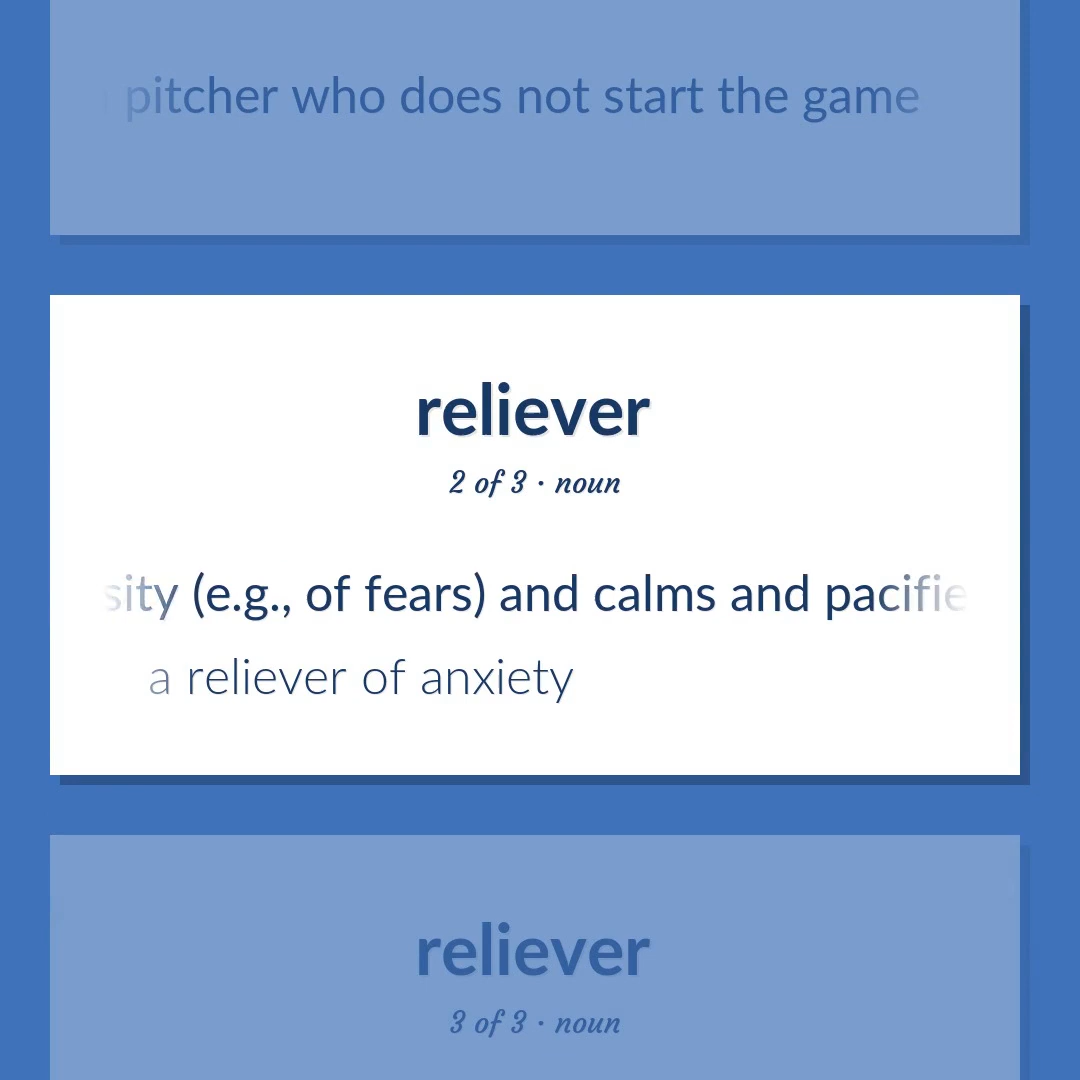 pitcher who does not start the game
reliever
2 of 3 · noun
sity (e.g., of fears) and calms and pacifie
a reliever of anxiety
reliever
3 of 3 · noun